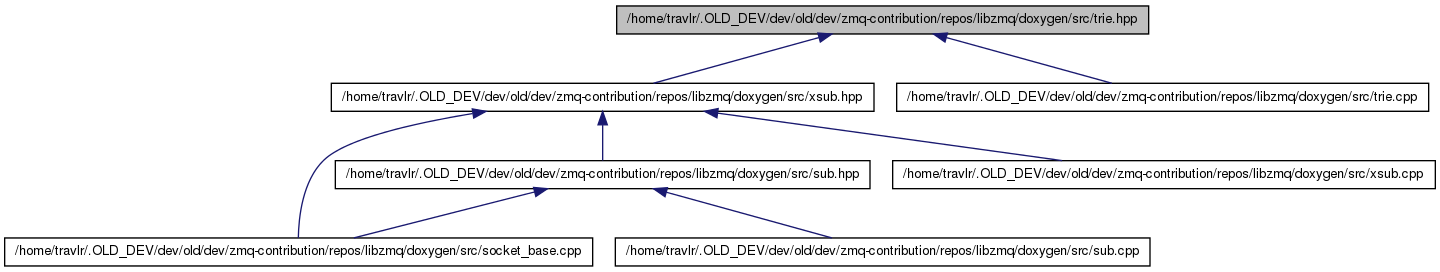 /home/travlr/.OLD_DEV/dev/old/dev/zmq-contribution/repos/libzmq/doxygen/src/trie.hpp
/home/travlr/.OLD_DEV/dev/old/dev/zmq-contribution/repos/libzmq/doxygen/src/xsub.hpp
/home/travlr/.OLD_DEV/dev/old/dev/zmq-contribution/repos/libzmq/doxygen/src/trie.cpp
/home/travlr/.OLD_DEV/dev/old/dev/zmq-contribution/repos/libzmq/doxygen/src/sub.hpp
/home/travlr/.OLD_DEV/dev/old/dev/zmq-contribution/repos/libzmq/doxygen/src/xsub.cpp
/home/travlr/.OLD_DEV/dev/old/dev/zmq-contribution/repos/libzmq/doxygen/src/socket_base.cpp
/home/travlr/.OLD_DEV/dev/old/dev/zmq-contribution/repos/libzmq/doxygen/src/sub.cpp